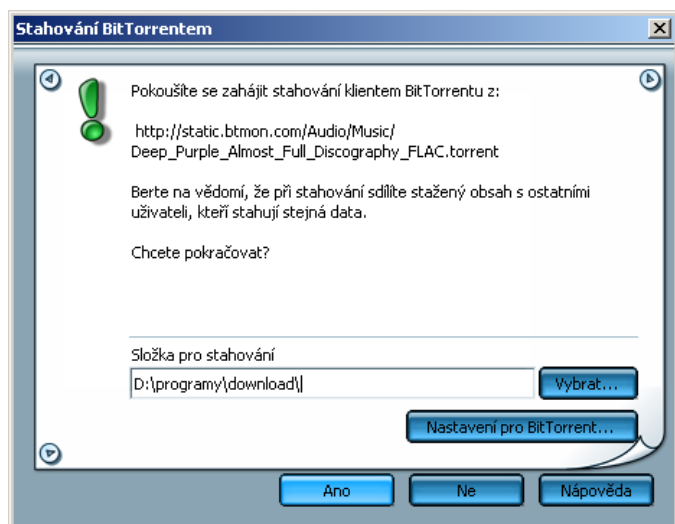 Stahování BitTorrentem
Pokoušíte se zahájit stahování klientem BitTorrentu z:
http://static.btmon.com/Audio/Music/
Deep_Purple_Almost_Full_Discography_FLAC.torrent
Berte na vědomí, že při stahování sdílíte stažený obsah s ostatními
uživateli, kteří stahují stejná data.
Chcete pokračovat?
Složka pro stahování
D:\programy\download\
Vybrat...
Nastavení pro BitTorrent...
Ano
Ne
Nápověda